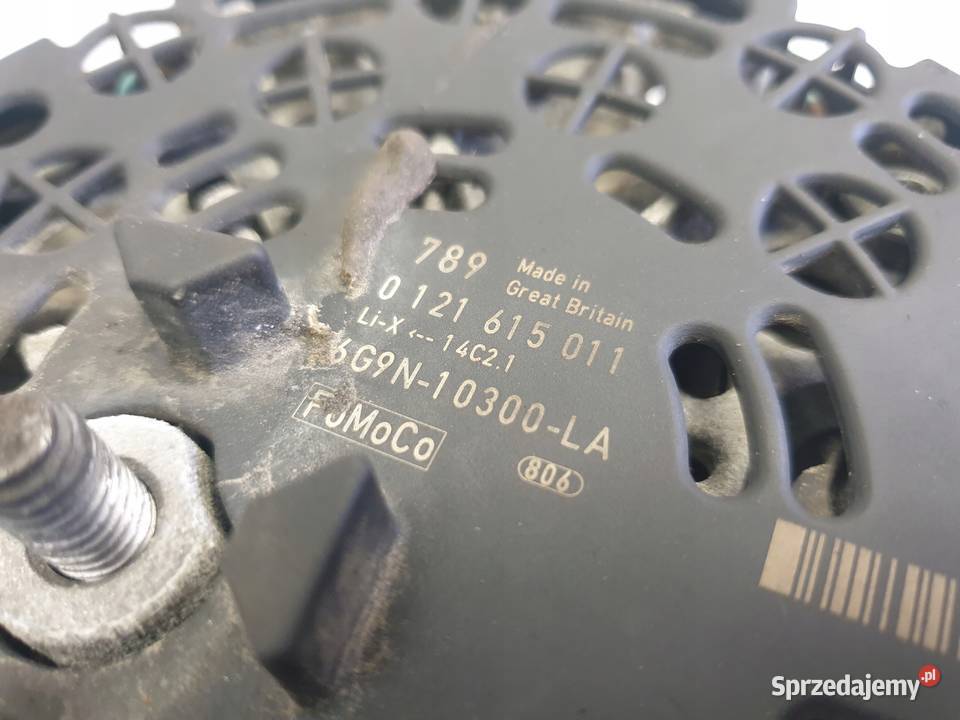 789
Made in
Great Britain
0 121 615 011
Li-X <-- 14C2.1
6G9N-10300-LA
FoMoCo
806
Sprzedajemy.pl